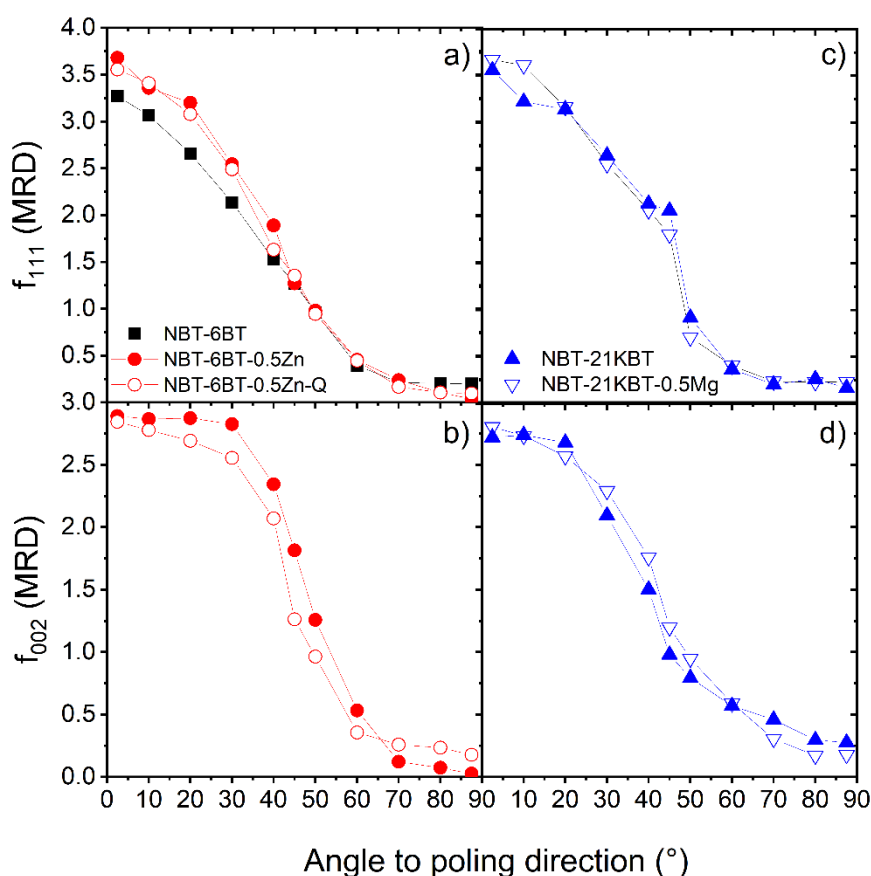 a)
c)
4.0
3.5
3.0
2.5
2.0
1.5
1.0
0.5
f₁₁₁ (MRD)
NBT-6BT
NBT-6BT-0.5Zn
NBT-6BT-0.5Zn-Q
NBT-21KBT
NBT-21KBT-0.5Mg
b)
d)
3.0
2.5
2.0
1.5
1.0
0.5
0.0
f₀₀₂ (MRD)
0 10 20 30 40 50 60 70 80 90 0 10 20 30 40 50 60 70 80 90
Angle to poling direction (°)